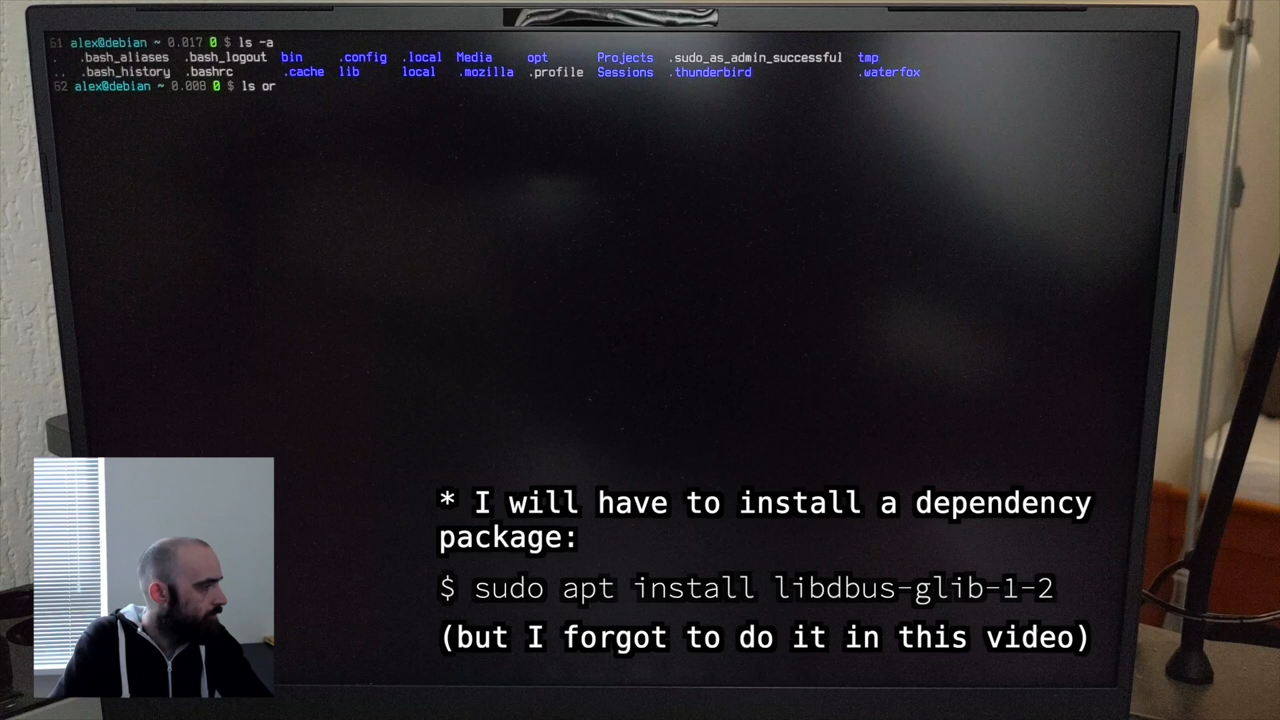 61 alex@debian ~ 0.017 0 $ ls -a
. .bash_aliases .bash_logout bin .config .local Media opt Projects .sudo_as_admin_successful tmp
.. .bash_history .bashrc .cache lib local .mozilla .profile Sessions .thunderbird .waterfox
62 alex@debian ~ 0.008 0 $ ls or
* I will have to install a dependency
package:
$ sudo apt install libdbus-glib-1-2
(but I forgot to do it in this video)